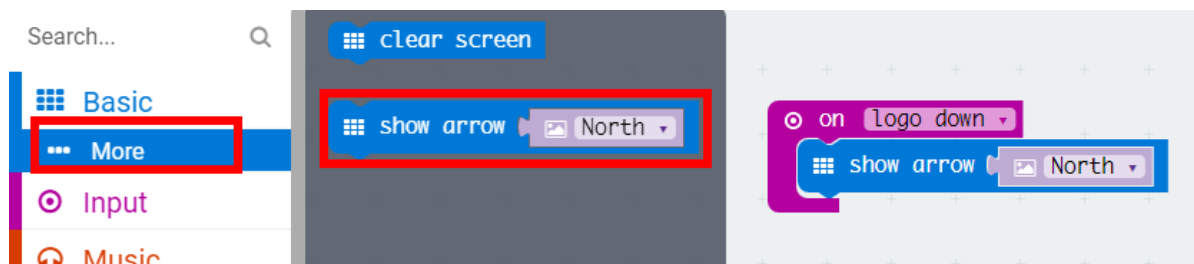 Search...
Basic
More
Input
Music
clear screen
show arrow North
on logo down
show arrow North